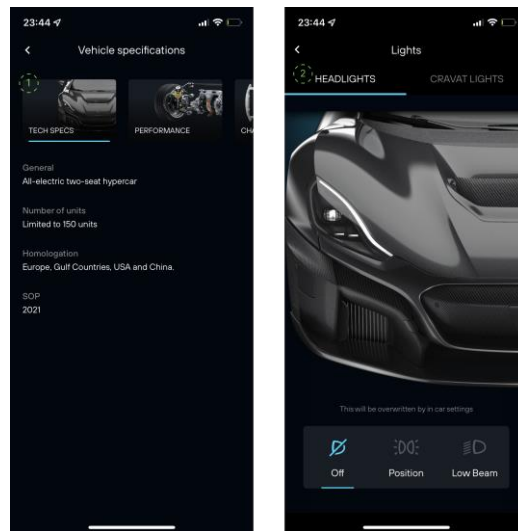 23:44
Vehicle specifications
1
TECH SPECS
PERFORMANCE
CHA
General
All-electric two-seat hypercar
Number of units
Limited to 150 units
Homologation
Europe, Gulf Countries, USA and China.
SOP
2021
23:44
Lights
2
HEADLIGHTS
CRAVAT LIGHTS
This will be overwritten by in car settings
Off
Position
Low Beam